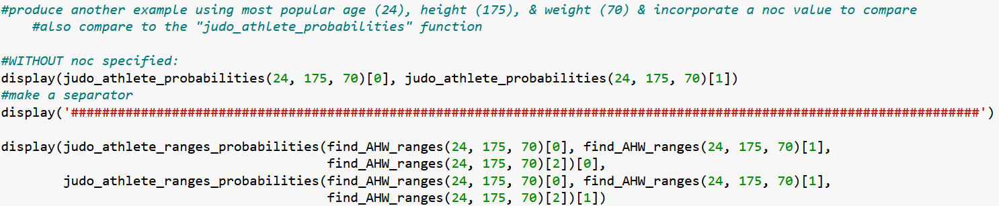 #produce another example using most popular age (24), height (175), & weight (70) & incorporate a noc value to compare
    #also compare to the "judo_athlete_probabilities" function

#WITHOUT noc specified:
display(judo_athlete_probabilities(24, 175, 70)[0], judo_athlete_probabilities(24, 175, 70)[1])
#make a separator
display('#####################################################################################################################')

display(judo_athlete_ranges_probabilities(find_AHW_ranges(24, 175, 70)[0], find_AHW_ranges(24, 175, 70)[1],
                                          find_AHW_ranges(24, 175, 70)[2])[0],
        judo_athlete_ranges_probabilities(find_AHW_ranges(24, 175, 70)[0], find_AHW_ranges(24, 175, 70)[1],
                                          find_AHW_ranges(24, 175, 70)[2])[1])